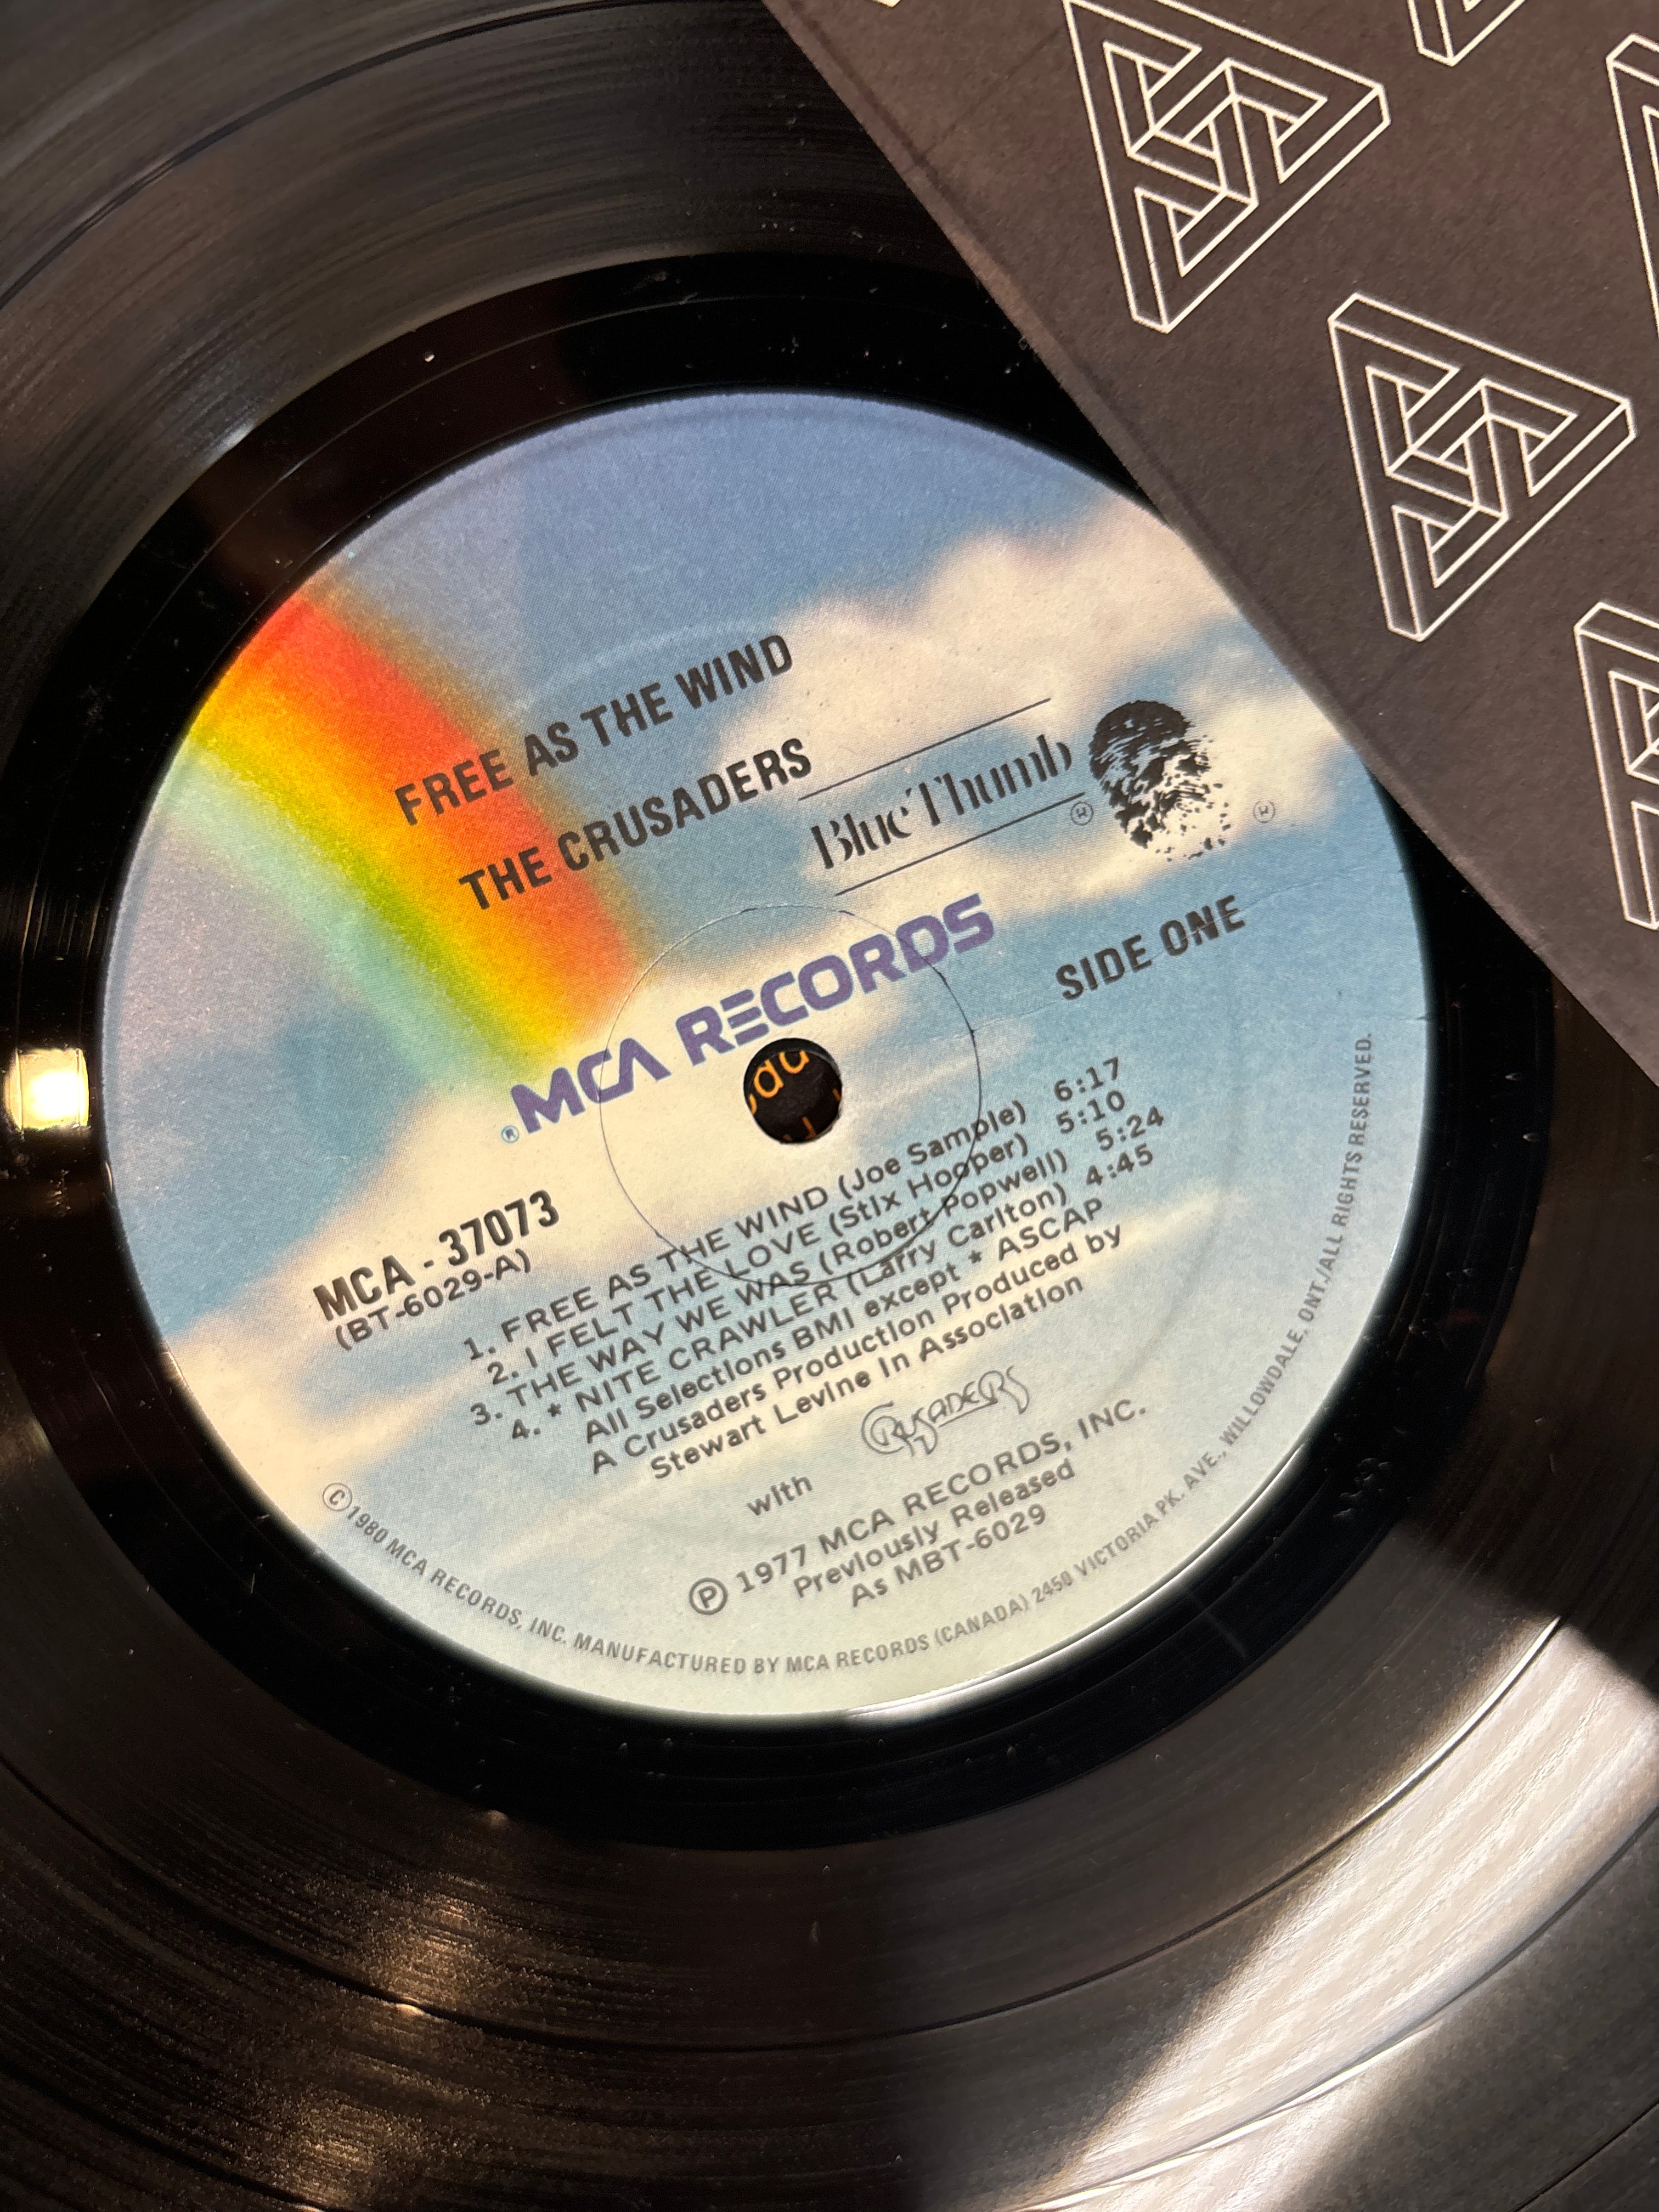 FREE AS THE WIND
THE CRUSADERS
Blue Thumb
® ®
® MCA RECORDS
SIDE ONE
MCA - 37073
(BT-6029-A)
1. FREE AS THE WIND (Joe Sample) 6:17
2. I FELT THE LOVE (Stix Hooper) 5:10
3. THE WAY WE WAS (Robert Popwell) 5:24
4. * NITE CRAWLER (Larry Carlton) 4:45
All Selections BMI except * ASCAP
A Crusaders Production Produced by
Stewart Levine In Association
with CRUSADERS
Ⓟ 1977 MCA RECORDS, INC.
Previously Released
As MBT-6029
©1980 MCA RECORDS, INC. MANUFACTURED BY MCA RECORDS (CANADA) 2450 VICTORIA PK. AVE., WILLOWDALE, ONT./ALL RIGHTS RESERVED.